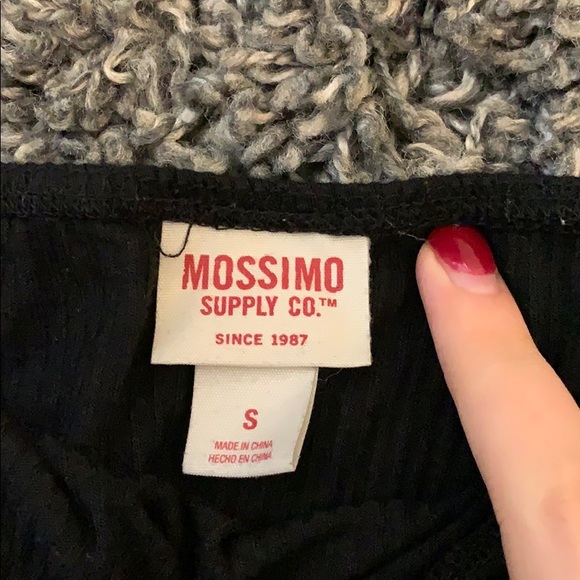 MOSSIMO
SUPPLY CO.™
SINCE 1987
S
MADE IN CHINA
HECHO EN CHINA